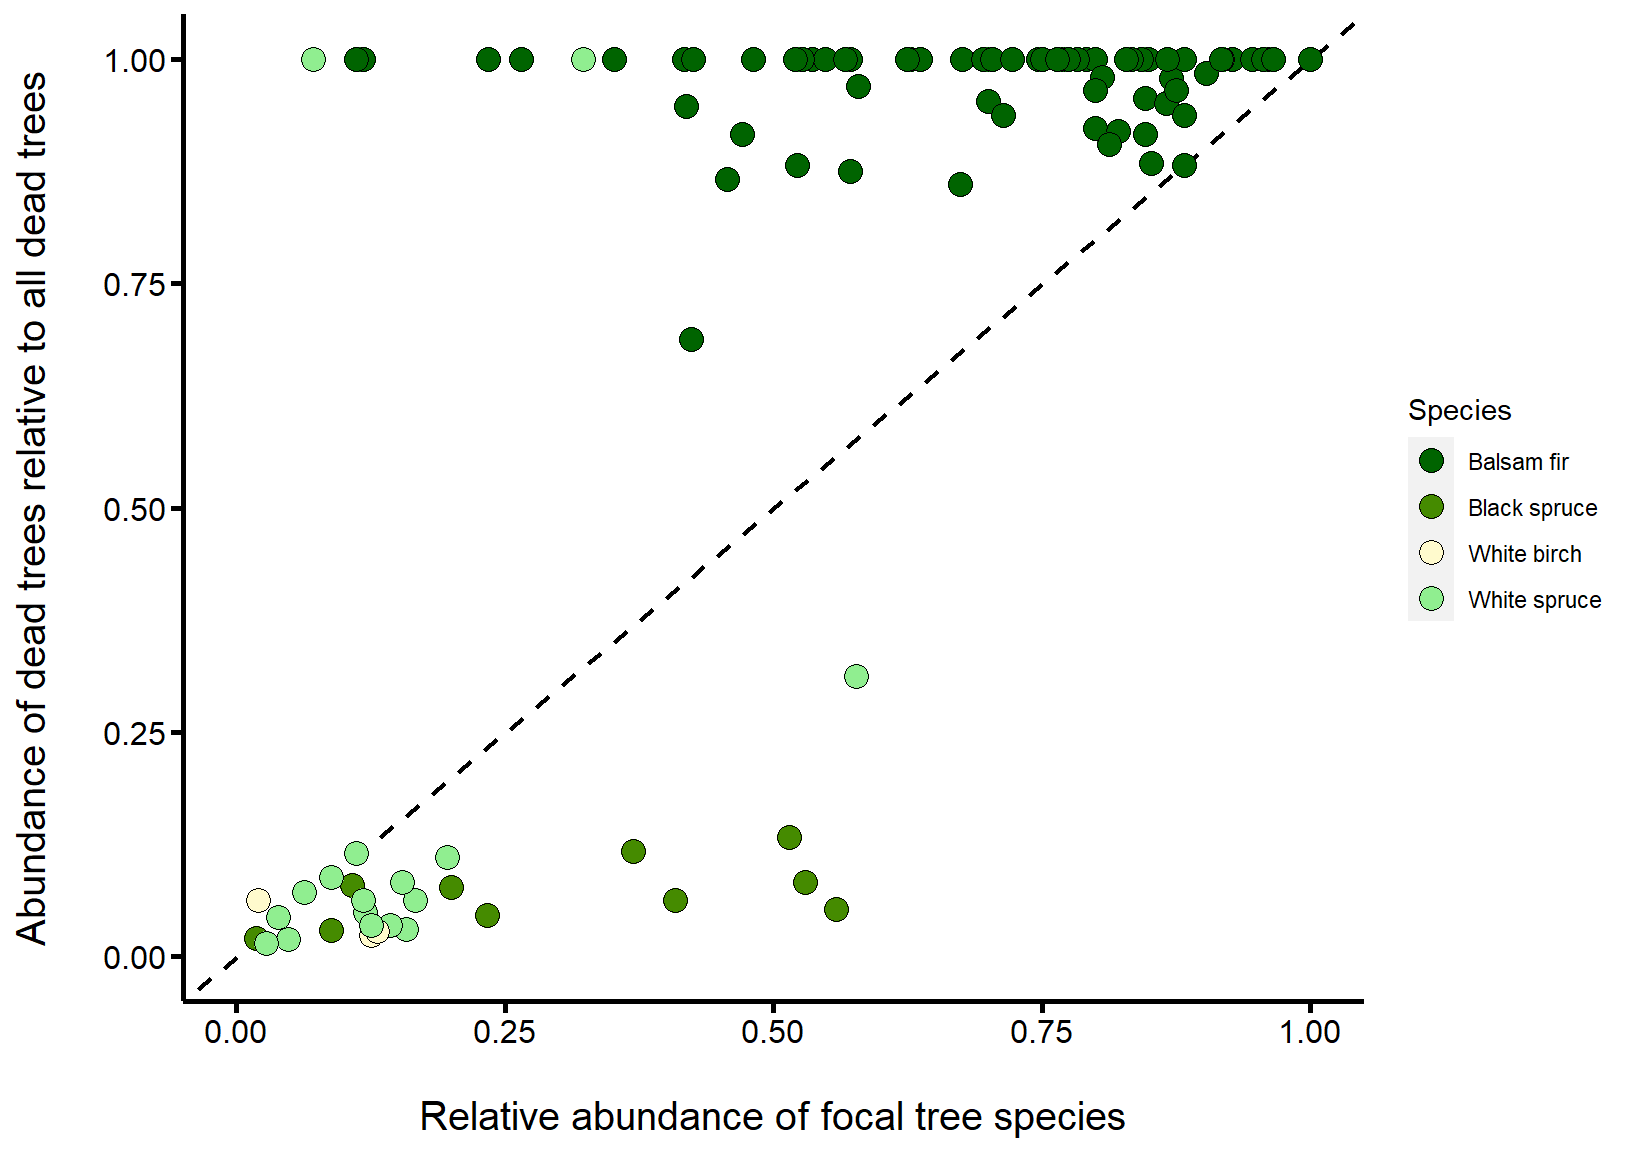 Abundance of dead trees relative to all dead trees
1.00
0.75
0.50
0.25
0.00
0.00 0.25 0.50 0.75 1.00
Relative abundance of focal tree species
Species
Balsam fir
Black spruce
White birch
White spruce